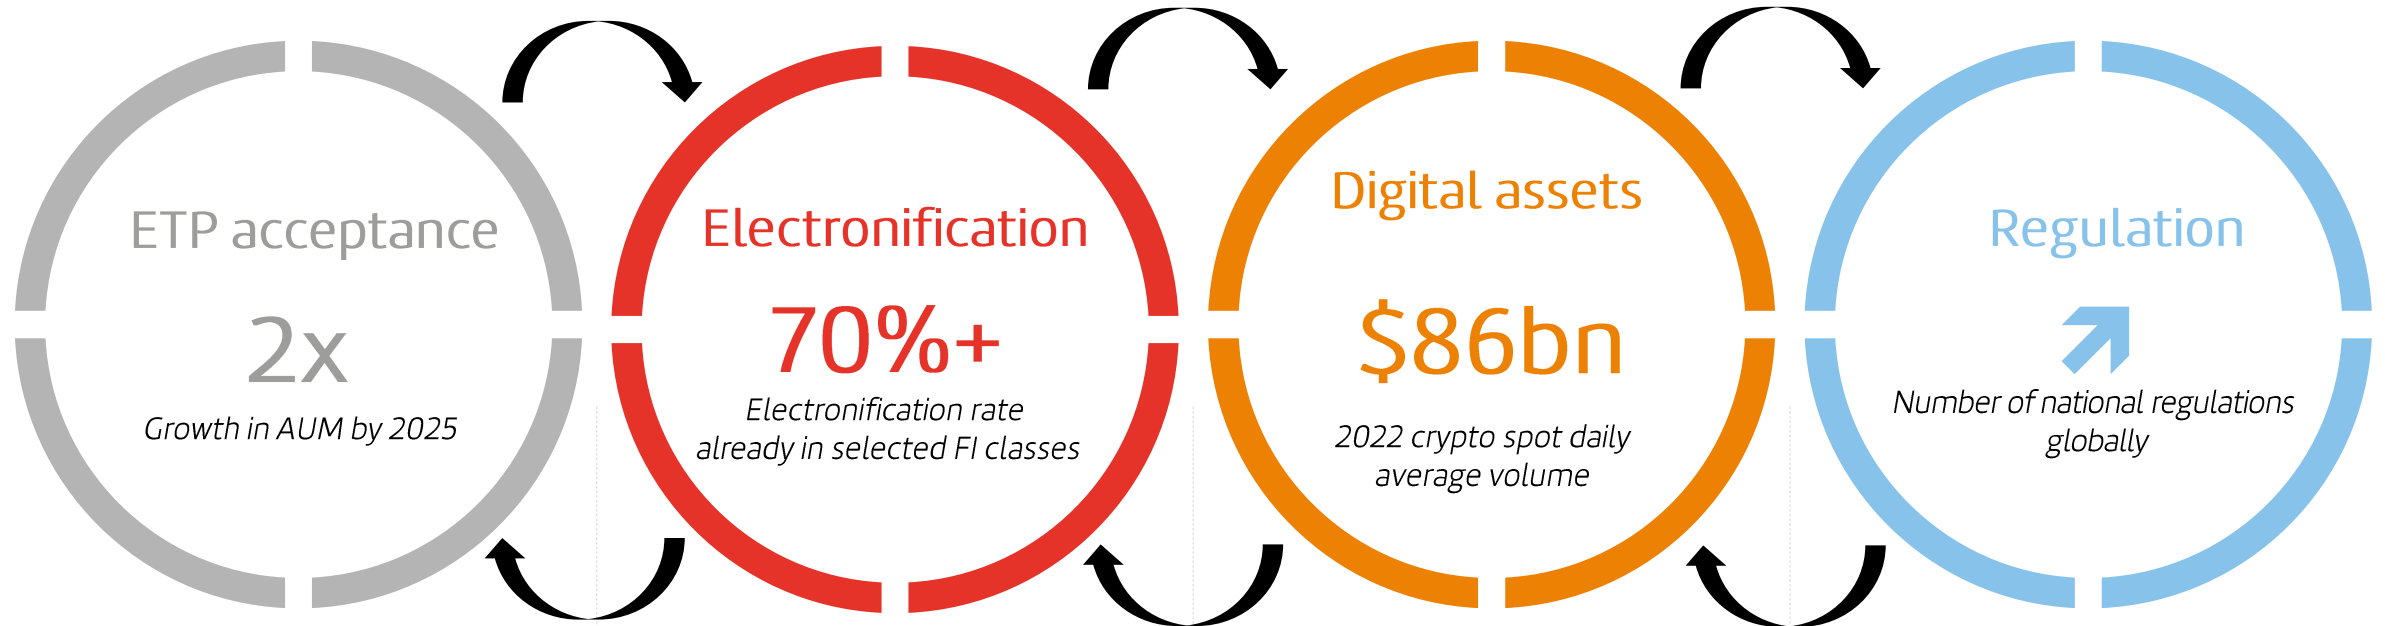 ETP acceptance
2x
Growth in AUM by 2025
Electronification
70%+
Electronification rate
already in selected FI classes
Digital assets
$86bn
2022 crypto spot daily
average volume
Regulation
Number of national regulations
globally